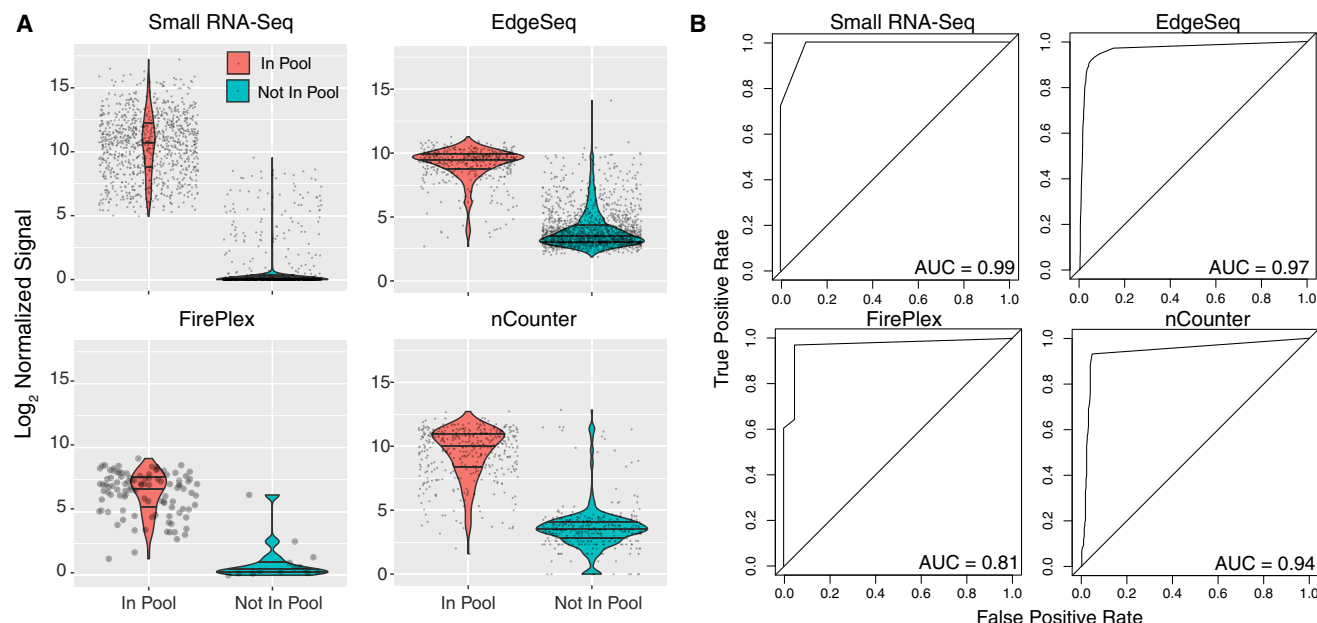 A
Small RNA-Seq
EdgeSeq
In Pool
Not In Pool
15
10
5
0
15
10
5
0
FirePlex
nCounter
15
10
5
0
15
10
5
0
In Pool
Not In Pool
In Pool
Not In Pool
Log2 Normalized Signal
B
Small RNA-Seq
EdgeSeq
1.0
0.8
0.6
0.4
0.2
0.0
AUC = 0.99
0.0 0.2 0.4 0.6 0.8 1.0
1.0
0.8
0.6
0.4
0.2
0.0
AUC = 0.97
0.0 0.2 0.4 0.6 0.8 1.0
FirePlex
nCounter
1.0
0.8
0.6
0.4
0.2
0.0
AUC = 0.81
0.0 0.2 0.4 0.6 0.8 1.0
1.0
0.8
0.6
0.4
0.2
0.0
AUC = 0.94
0.0 0.2 0.4 0.6 0.8 1.0
True Positive Rate
False Positive Rate